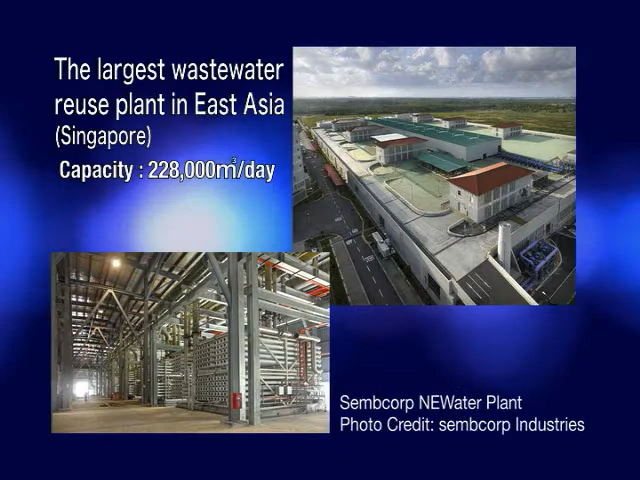 The largest wastewater
reuse plant in East Asia
(Singapore)
Capacity : 228,000㎥/day
Sembcorp NEWater Plant
Photo Credit: sembcorp Industries